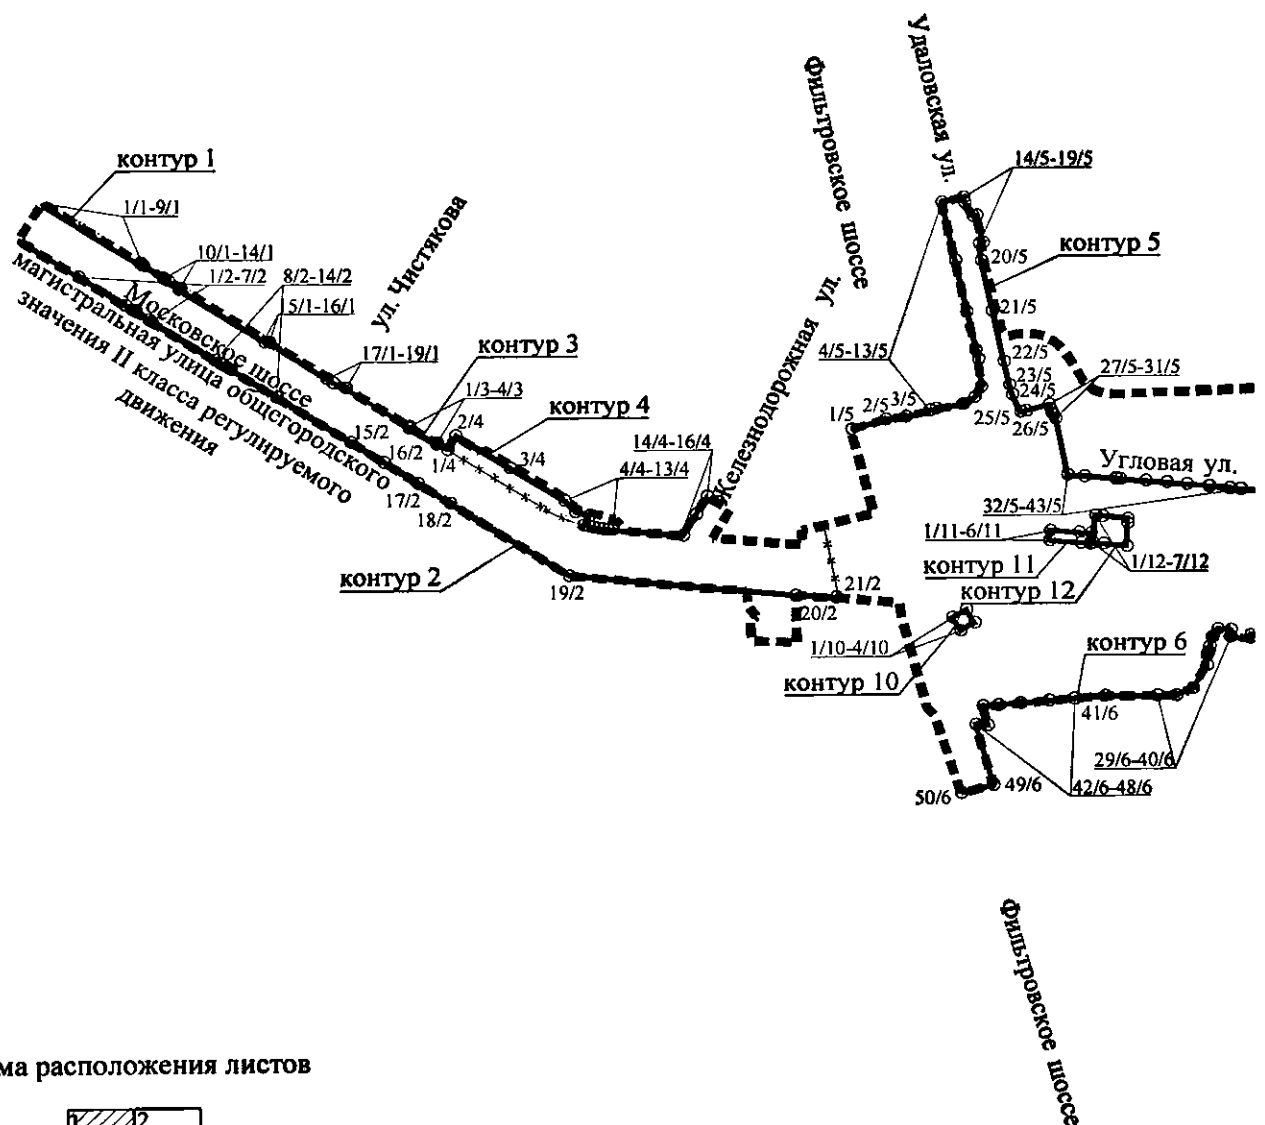 Удаловская ул.
Фильтровское шоссе
контур 1
14/5-19/5
1/1-9/1
ул. Чистякова
контур 5
10/1-14/1
20/5
1/2-7/2
8/2-14/2
магистральная улица общегородского
значения II класса регулируемого
движения
Московское шоссе
15/1-16/1
21/5
Железнодорожная ул.
контур 3
17/1-19/1
4/5-13/5
22/5
27/5-31/5
23/5
24/5
1/3-4/3
контур 4
1/5
2/5
3/5
25/5
26/5
2/4
15/2
14/4-16/4
16/2
1/4
3/4
4/4-13/4
Угловая ул.
17/2
18/2
32/5-43/5
1/11-6/11
контур 11
1/12-7/12
контур 2
19/2
21/2
20/2
контур 12
1/10-4/10
контур 6
контур 10
41/6
29/6-40/6
42/6-48/6
49/6
50/6
Фильтровское шоссе
ма расположения листов
1
2